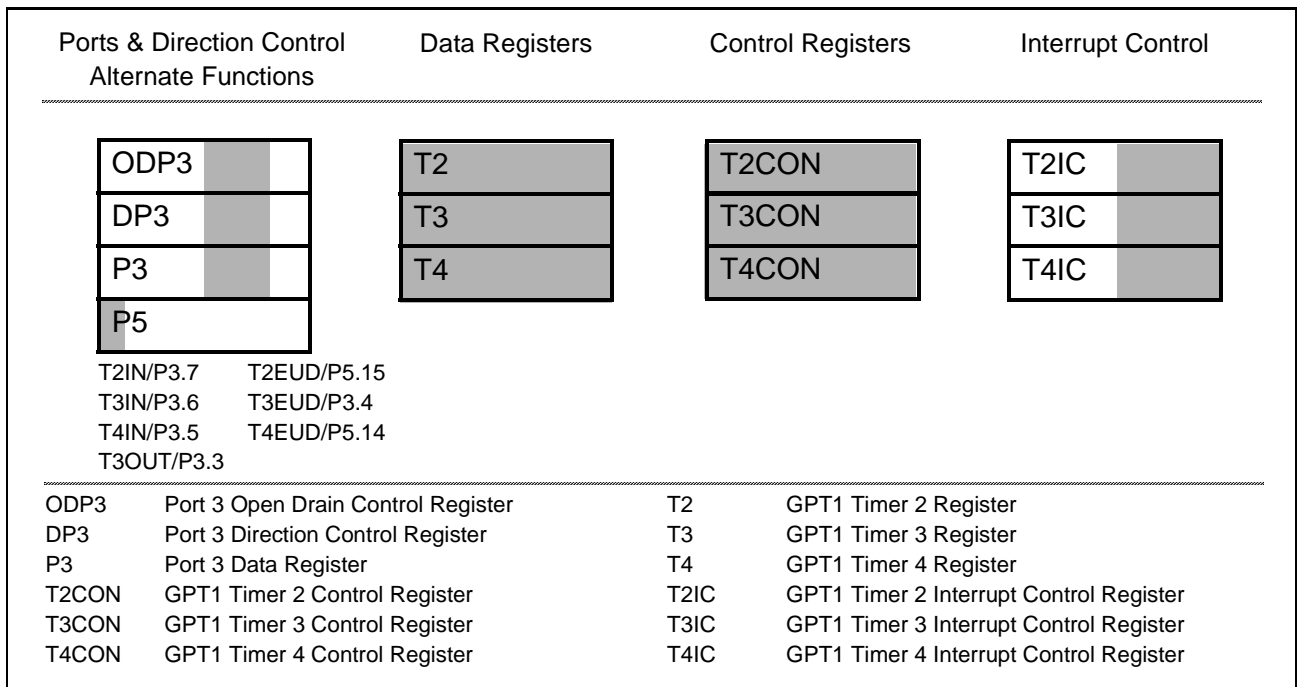 Ports & Direction Control Alternate Functions
Data Registers
Control Registers
Interrupt Control
ODP3
DP3
P3
P5
T2
T3
T4
T2CON
T3CON
T4CON
T2IC
T3IC
T4IC
T2IN/P3.7 T2EUD/P5.15
T3IN/P3.6 T3EUD/P3.4
T4IN/P3.5 T4EUD/P5.14
T3OUT/P3.3
ODP3 Port 3 Open Drain Control Register T2 GPT1 Timer 2 Register
DP3 Port 3 Direction Control Register T3 GPT1 Timer 3 Register
P3 Port 3 Data Register T4 GPT1 Timer 4 Register
T2CON GPT1 Timer 2 Control Register T2IC GPT1 Timer 2 Interrupt Control Register
T3CON GPT1 Timer 3 Control Register T3IC GPT1 Timer 3 Interrupt Control Register
T4CON GPT1 Timer 4 Control Register T4IC GPT1 Timer 4 Interrupt Control Register